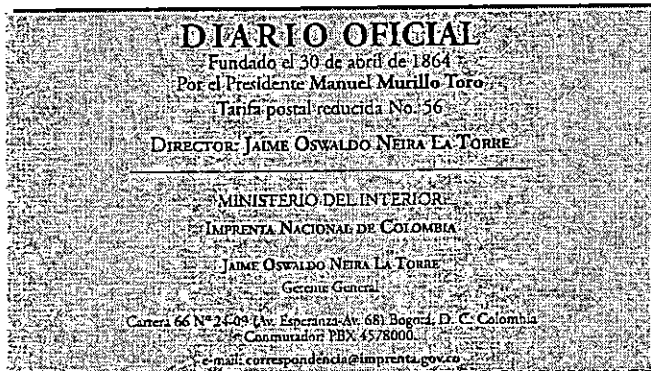 DIARIO OFICIAL
Fundado el 30 de abril de 1864
Por el Presidente Manuel Murillo Toro
Tarifa postal reducida No. 56
DIRECTOR: JAIME OSWALDO NEIRA LA TORRE
MINISTERIO DEL INTERIOR
IMPRENTA NACIONAL DE COLOMBIA
JAIME OSWALDO NEIRA LA TORRE
Gerente General
Carrera 66 N° 24-09 (Av. Esperanza-Av. 68) Bogotá, D. C. Colombia
Conmutador: PBX 4578000.
e-mail: correspondencia@imprenta.gov.co